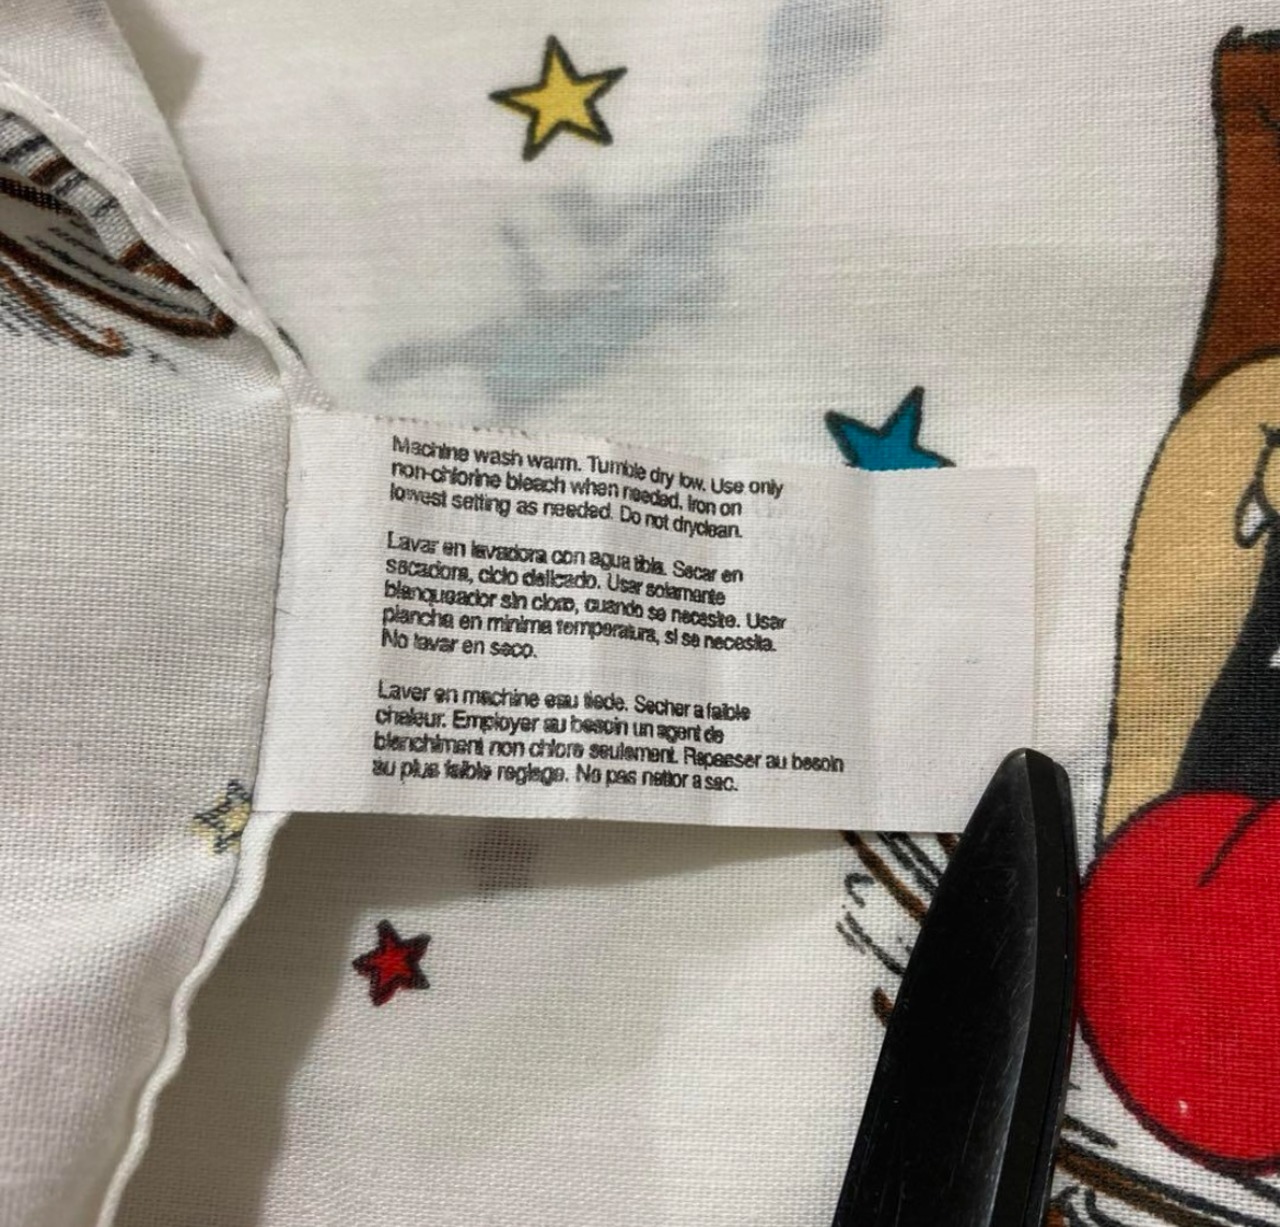 Machine wash warm. Tumble dry low. Use only
non-chlorine bleach when needed. Iron on
lowest setting as needed. Do not dryclean.
Lavar en lavadora con agua tibia. Secar en
secadora, ciclo delicado. Usar solamante
blanqueador sin cloro, cuando se necesite. Usar
plancha en minima temperatura, si se necesita.
No lavar en seco.
Laver en machine eau tiede. Secher a faible
chaleur. Employer au besoin un agent de
blanchiment non chlore seulement. Repasser au besoin
au plus faible reglage. No pas nettor a sac.